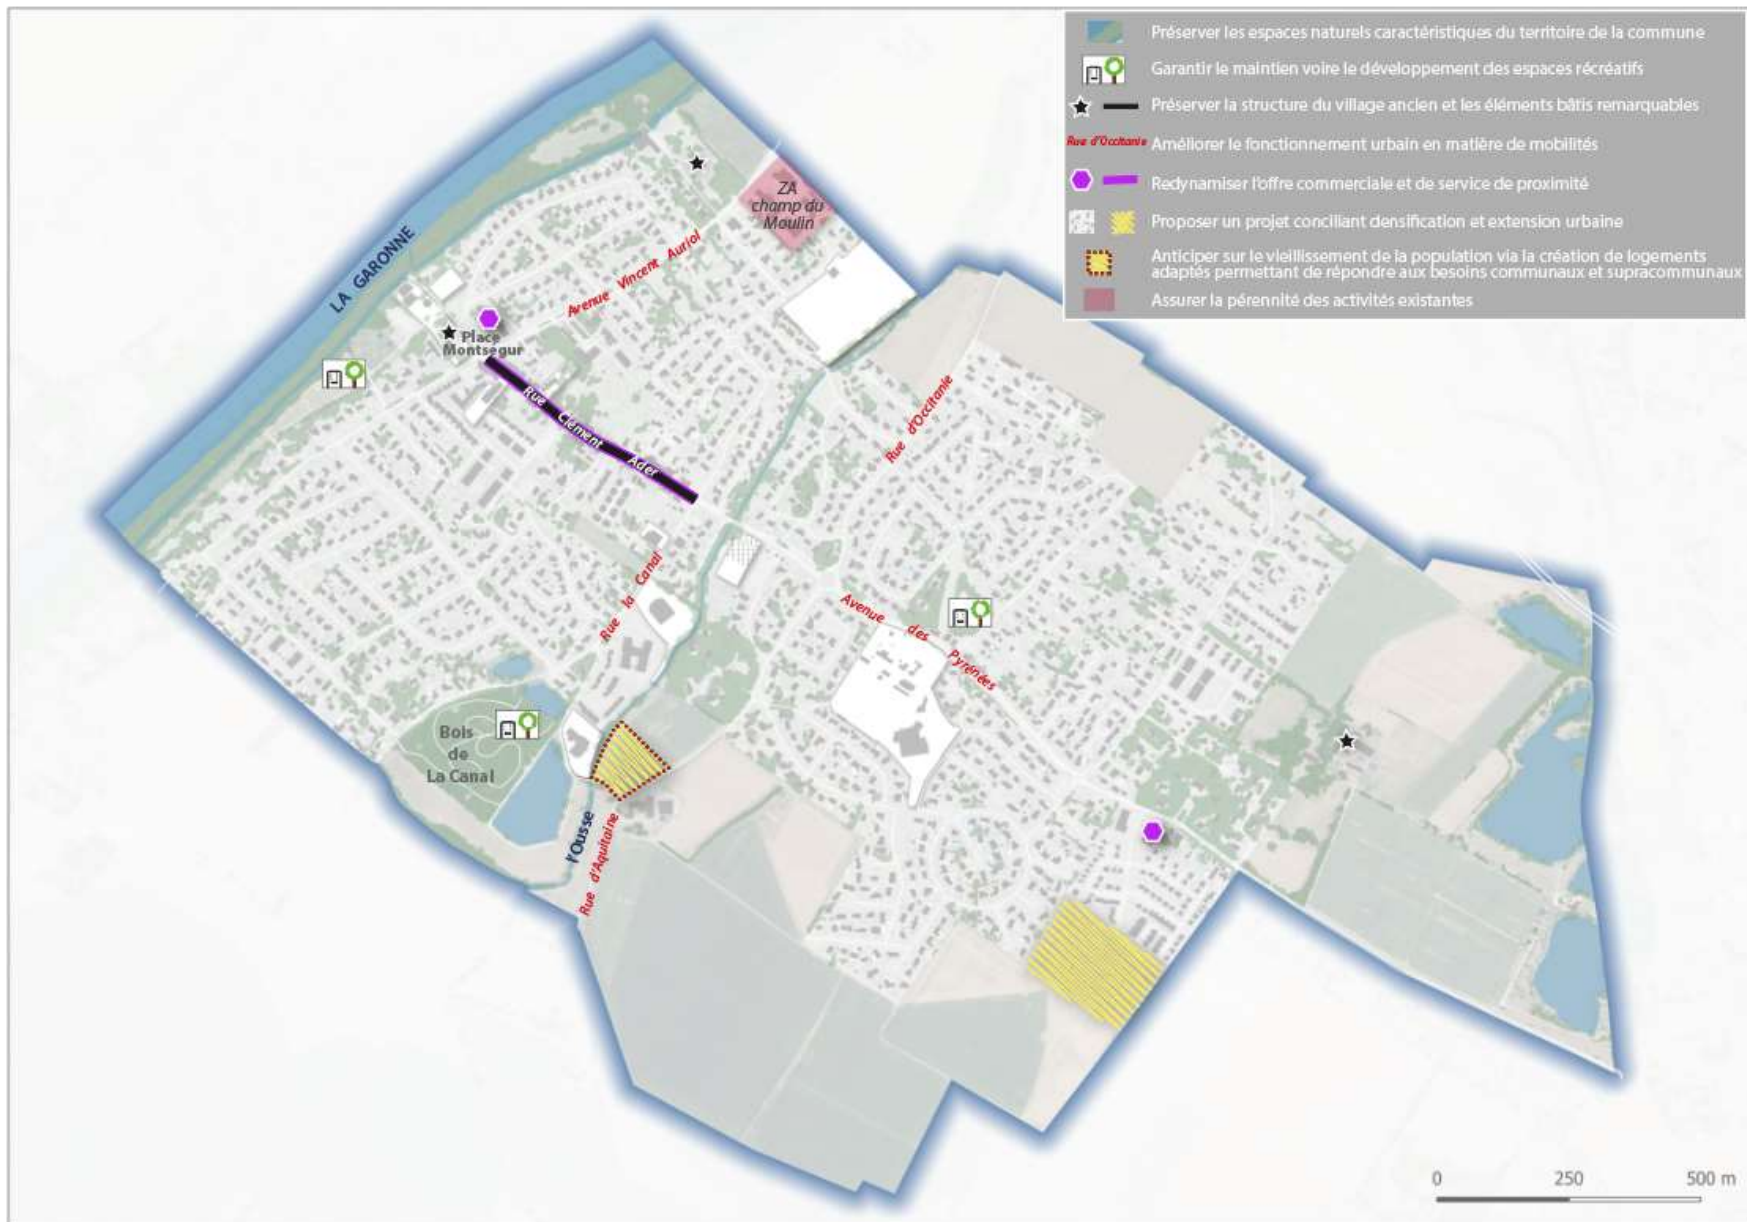 Préserver les espaces naturels caractéristiques du territoire de la commune
Garantir le maintien voire le développement des espaces récréatifs
Préserver la structure du village ancien et les éléments bâtis remarquables
Rue d'Occitanie Améliorer le fonctionnement urbain en matière de mobilités
Redynamiser l'offre commerciale et de service de proximité
Proposer un projet conciliant densification et extension urbaine
Anticiper sur le vieillissement de la population via la création de logements
adaptés permettant de répondre aux besoins communaux et supracommunaux
Assurer la pérennité des activités existantes
ZA
champ du
Moulin
LA GARONNE
Avenue Vincent Auriol
Place
Montsegur
Rue Clément Ader
Rue d'Occitanie
Rue la Canal
Avenue des Pyrénées
Bois
de
La Canal
l'Ousse
Rue d'Aquitaine
0 250 500 m